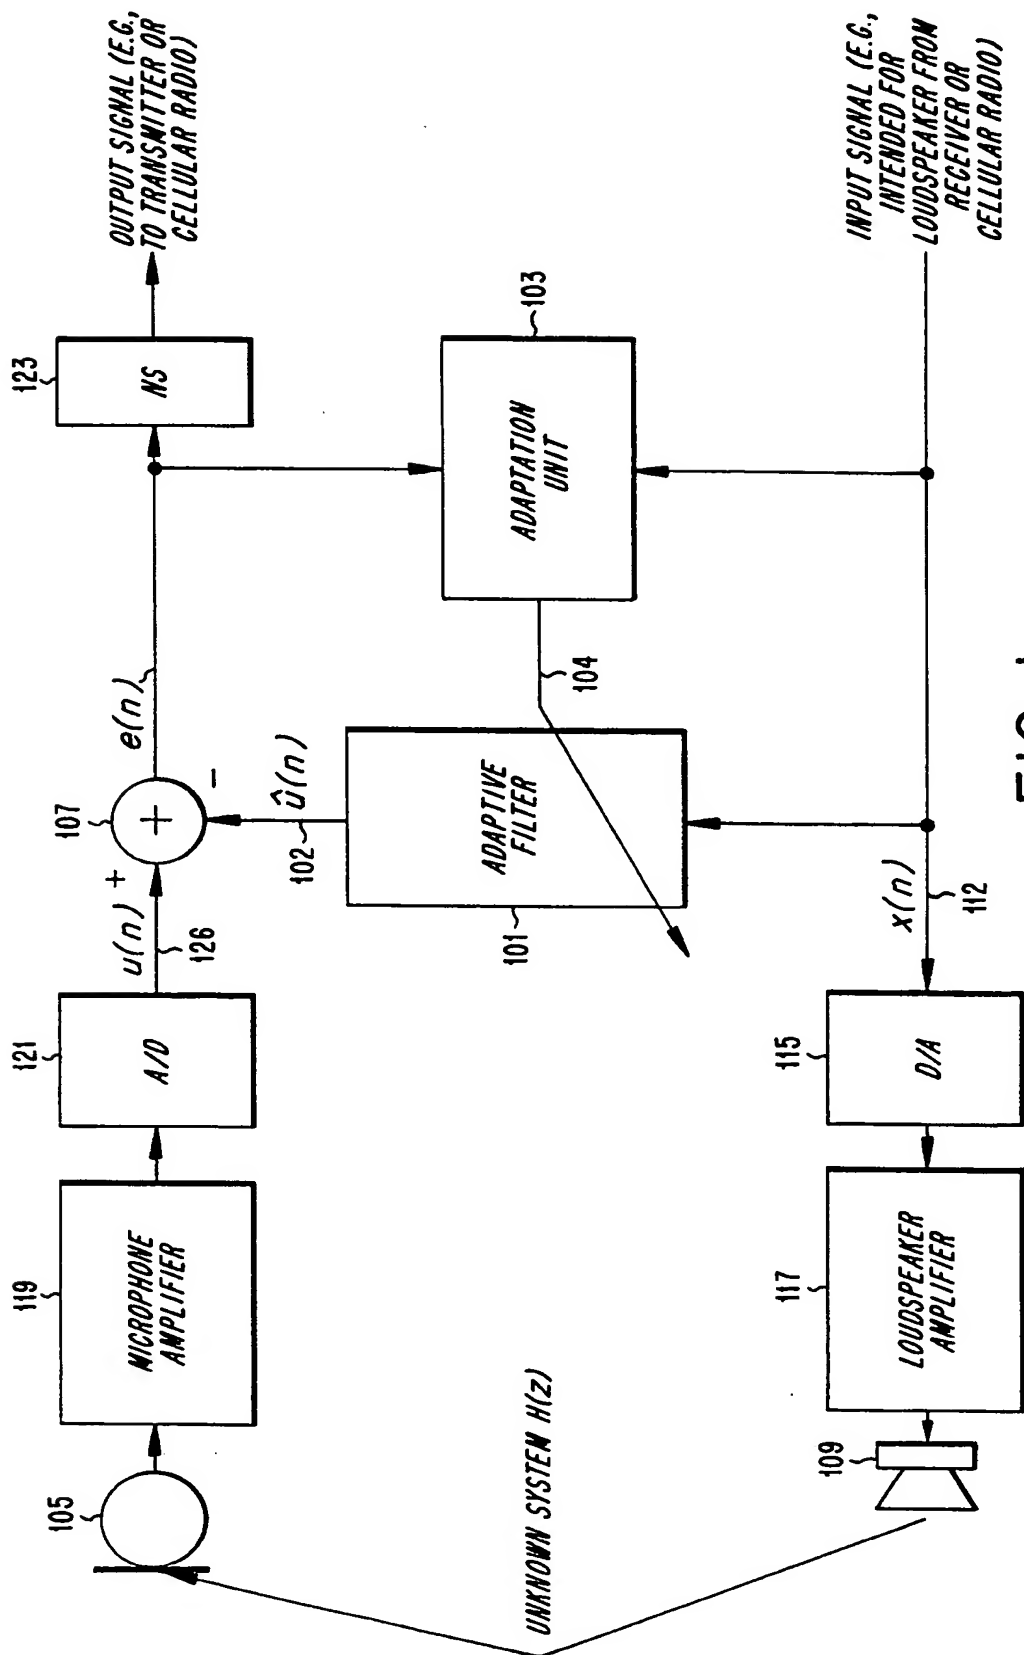 105
119
MICROPHONE
AMPLIFIER
121
A/D
u(n)
126
+
107
+
-
e(n)
123
NS
OUTPUT SIGNAL (E.G.,
TO TRANSMITTER OR
CELLULAR RADIO)
102
û(n)
101
ADAPTIVE
FILTER
104
103
ADAPTATION
UNIT
UNKNOWN SYSTEM H(z)
109
117
LOUDSPEAKER
AMPLIFIER
115
D/A
x(n)
112
INPUT SIGNAL (E.G.,
INTENDED FOR
LOUDSPEAKER FROM
RECEIVER OR
CELLULAR RADIO)